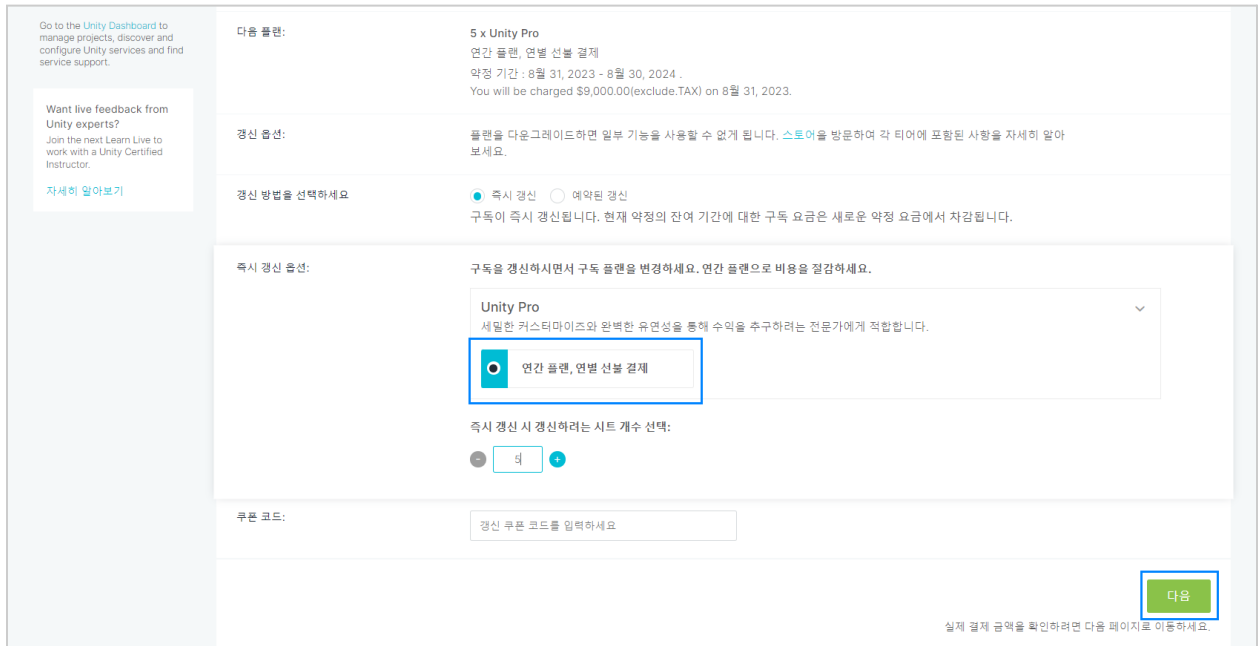 Go to the Unity Dashboard to
manage projects, discover and
configure Unity services and find
service support.
Want live feedback from
Unity experts?
Join the next Learn Live to
work with a Unity Certified
Instructor.
자세히 알아보기
다음 플랜:
5 x Unity Pro
연간 플랜, 연별 선불 결제
약정 기간 : 8월 31, 2023 - 8월 30, 2024 .
You will be charged $9,000.00(exclude.TAX) on 8월 31, 2023.
갱신 옵션:
플랜을 다운그레이드하면 일부 기능을 사용할 수 없게 됩니다. 스토어을 방문하여 각 티어에 포함된 사항을 자세히 알아
보세요.
갱신 방법을 선택하세요
즉시 갱신 예약된 갱신
구독이 즉시 갱신됩니다. 현재 약정의 잔여 기간에 대한 구독 요금은 새로운 약정 요금에서 차감됩니다.
즉시 갱신 옵션:
구독을 갱신하시면서 구독 플랜을 변경하세요. 연간 플랜으로 비용을 절감하세요.
Unity Pro
세밀한 커스터마이즈와 완벽한 유연성을 통해 수익을 추구하려는 전문가에게 적합합니다.
연간 플랜, 연별 선불 결제
즉시 갱신 시 갱신하려는 시트 개수 선택:
- 5 +
쿠폰 코드:
갱신 쿠폰 코드를 입력하세요
다음
실제 결제 금액을 확인하려면 다음 페이지로 이동하세요.